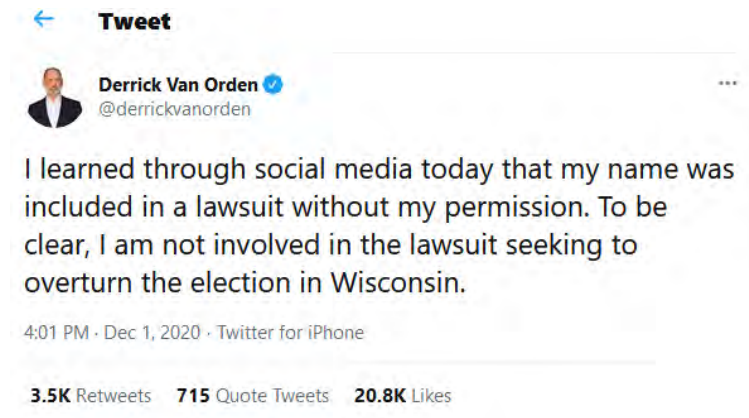 Tweet
Derrick Van Orden
@derrickvanorden
I learned through social media today that my name was
included in a lawsuit without my permission. To be
clear, I am not involved in the lawsuit seeking to
overturn the election in Wisconsin.
4:01 PM · Dec 1, 2020 · Twitter for iPhone
3.5K Retweets 715 Quote Tweets 20.8K Likes